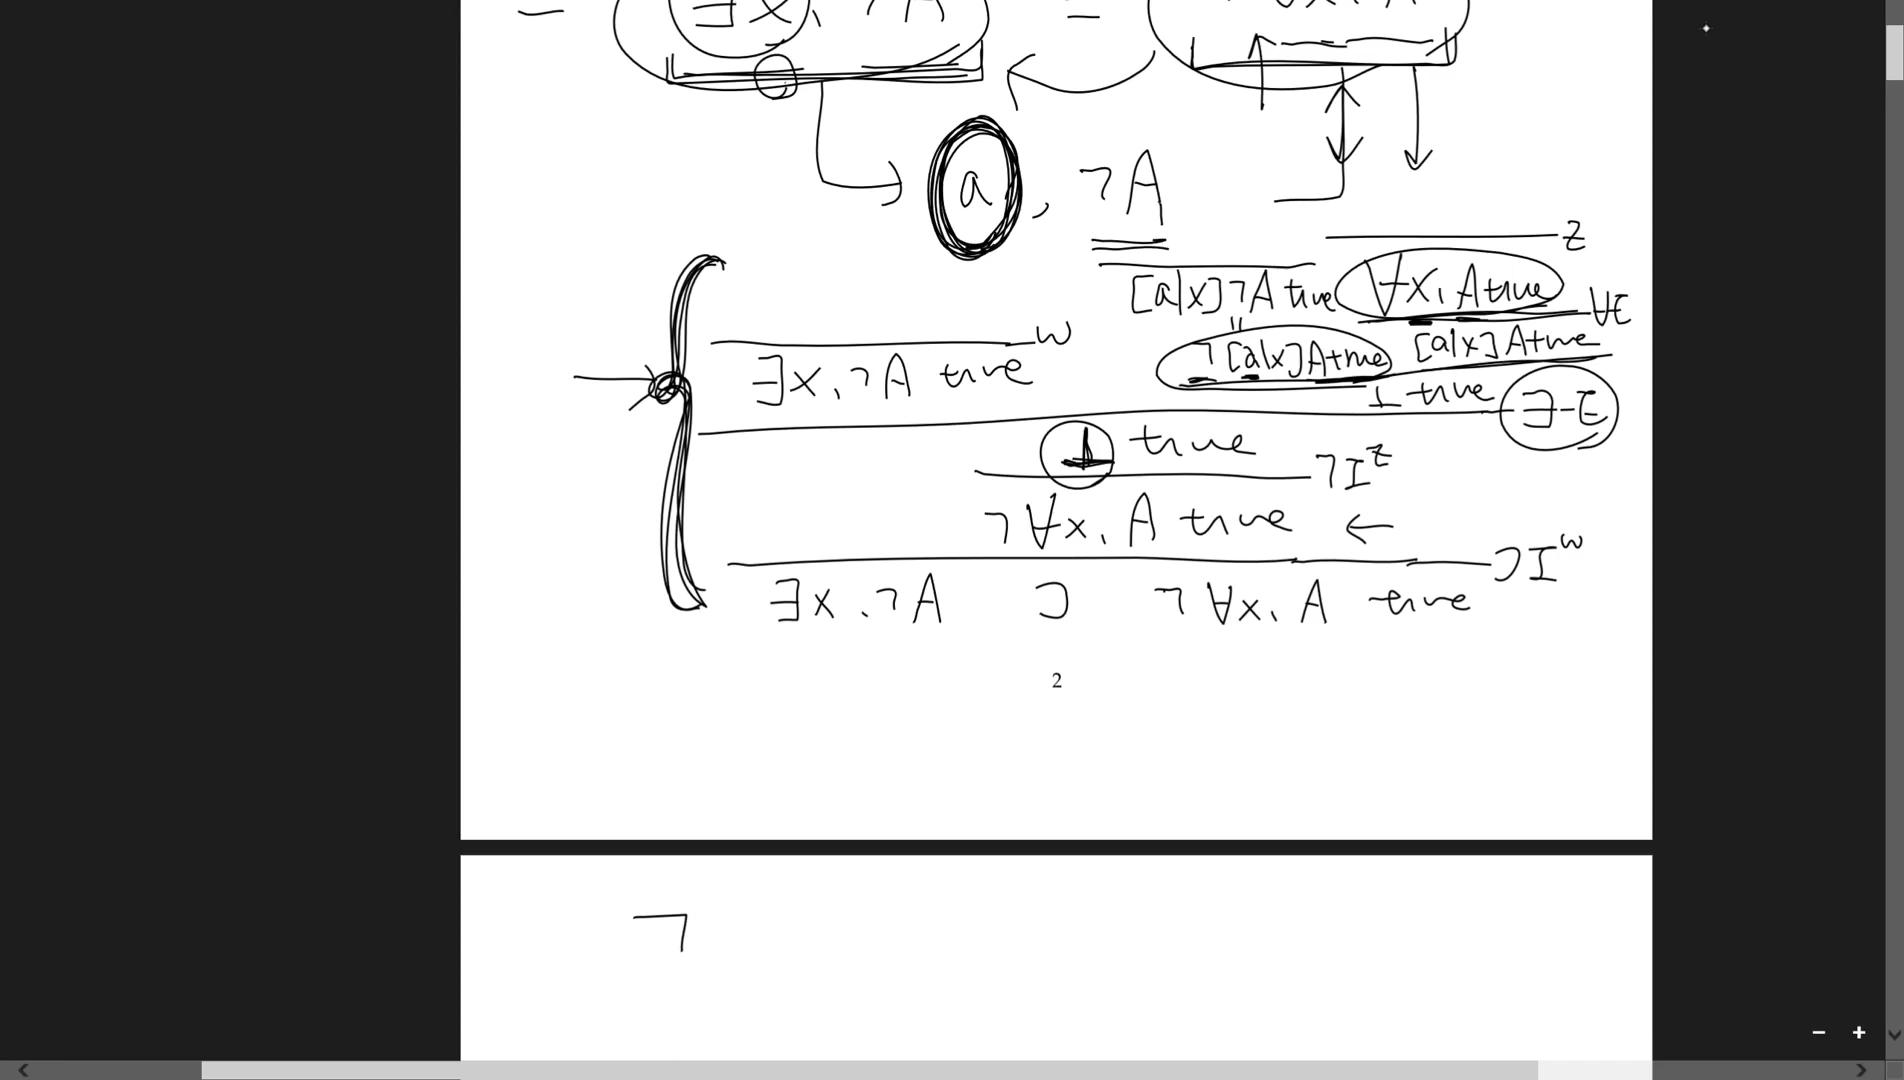 ∃x, ¬A =
a, ¬A
z
[a/x]¬A true ∀x, A true ∀E
w
∃x, ¬A true
¬[a/x]A true [a/x]A true
⊥ true ∃-E
⊥ true ¬I^z
¬∀x, A true ←
⊃I^w
∃x.¬A ⊃ ¬∀x, A true
2
¬